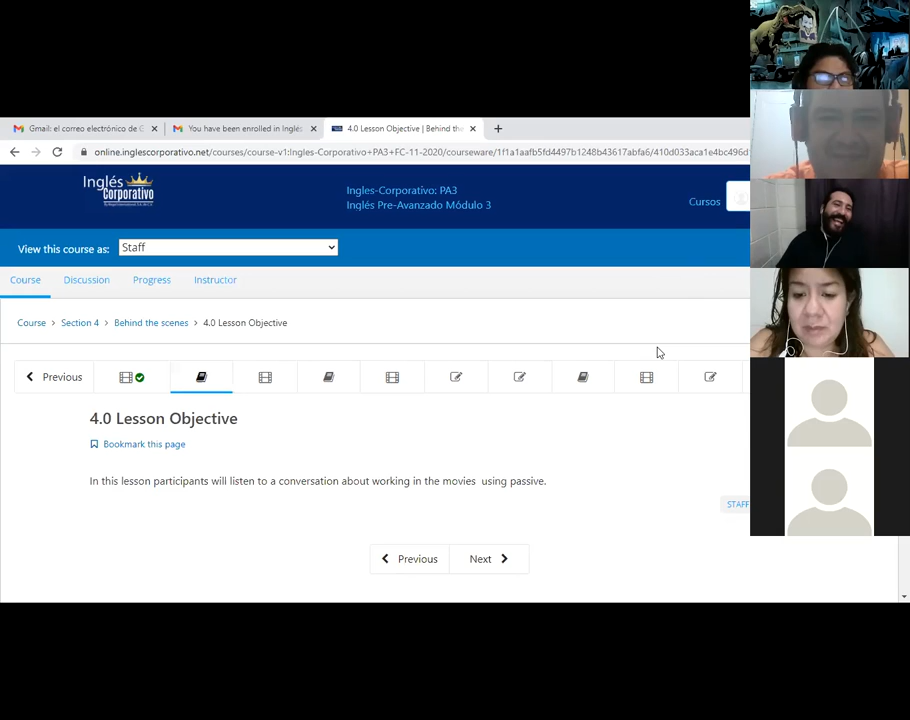 Gmail: el correo electrónico de G
You have been enrolled in Inglés
4.0 Lesson Objective | Behind the
online.inglescorporativo.net/courses/course-v1:Ingles-Corporativo+PA3+FC-11-2020/courseware/1f1a1aafb5fd4497b1248b43617abfa6/410d033aca1e4bc496d
Inglés
Corporativo
Ingles-Corporativo: PA3
Inglés Pre-Avanzado Módulo 3
Cursos
View this course as:
Staff
Course
Discussion
Progress
Instructor
Course > Section 4 > Behind the scenes > 4.0 Lesson Objective
Previous
4.0 Lesson Objective
Bookmark this page
In this lesson participants will listen to a conversation about working in the movies using passive.
STAFF
Previous
Next